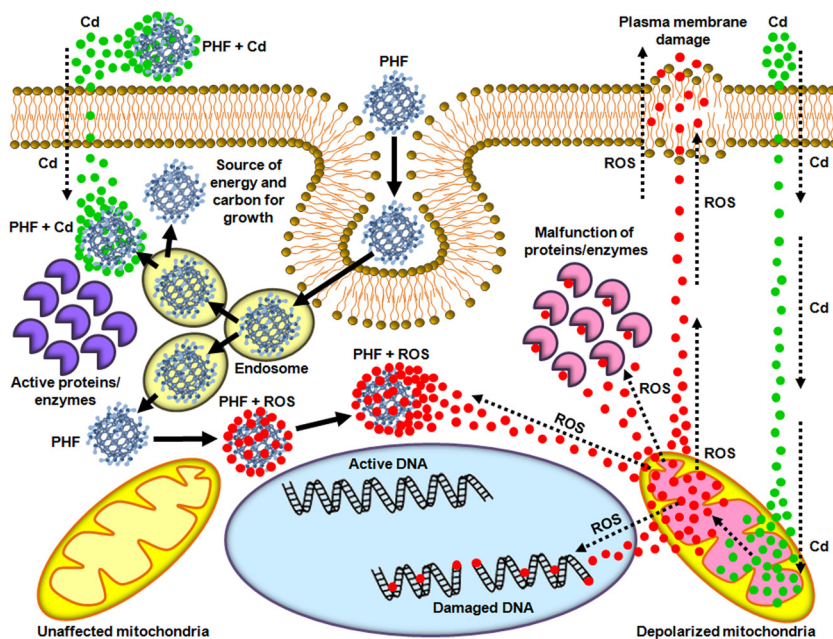 Cd
PHF + Cd
PHF
Plasma membrane
damage
Cd
Cd
Source of
energy and
carbon for
growth
ROS
Cd
PHF + Cd
ROS
Malfunction of
proteins/enzymes
Cd
Active proteins/
enzymes
Endosome
PHF + ROS
PHF + ROS
ROS
PHF
ROS
ROS
Active DNA
ROS
Cd
Damaged DNA
Unaffected mitochondria
Depolarized mitochondria